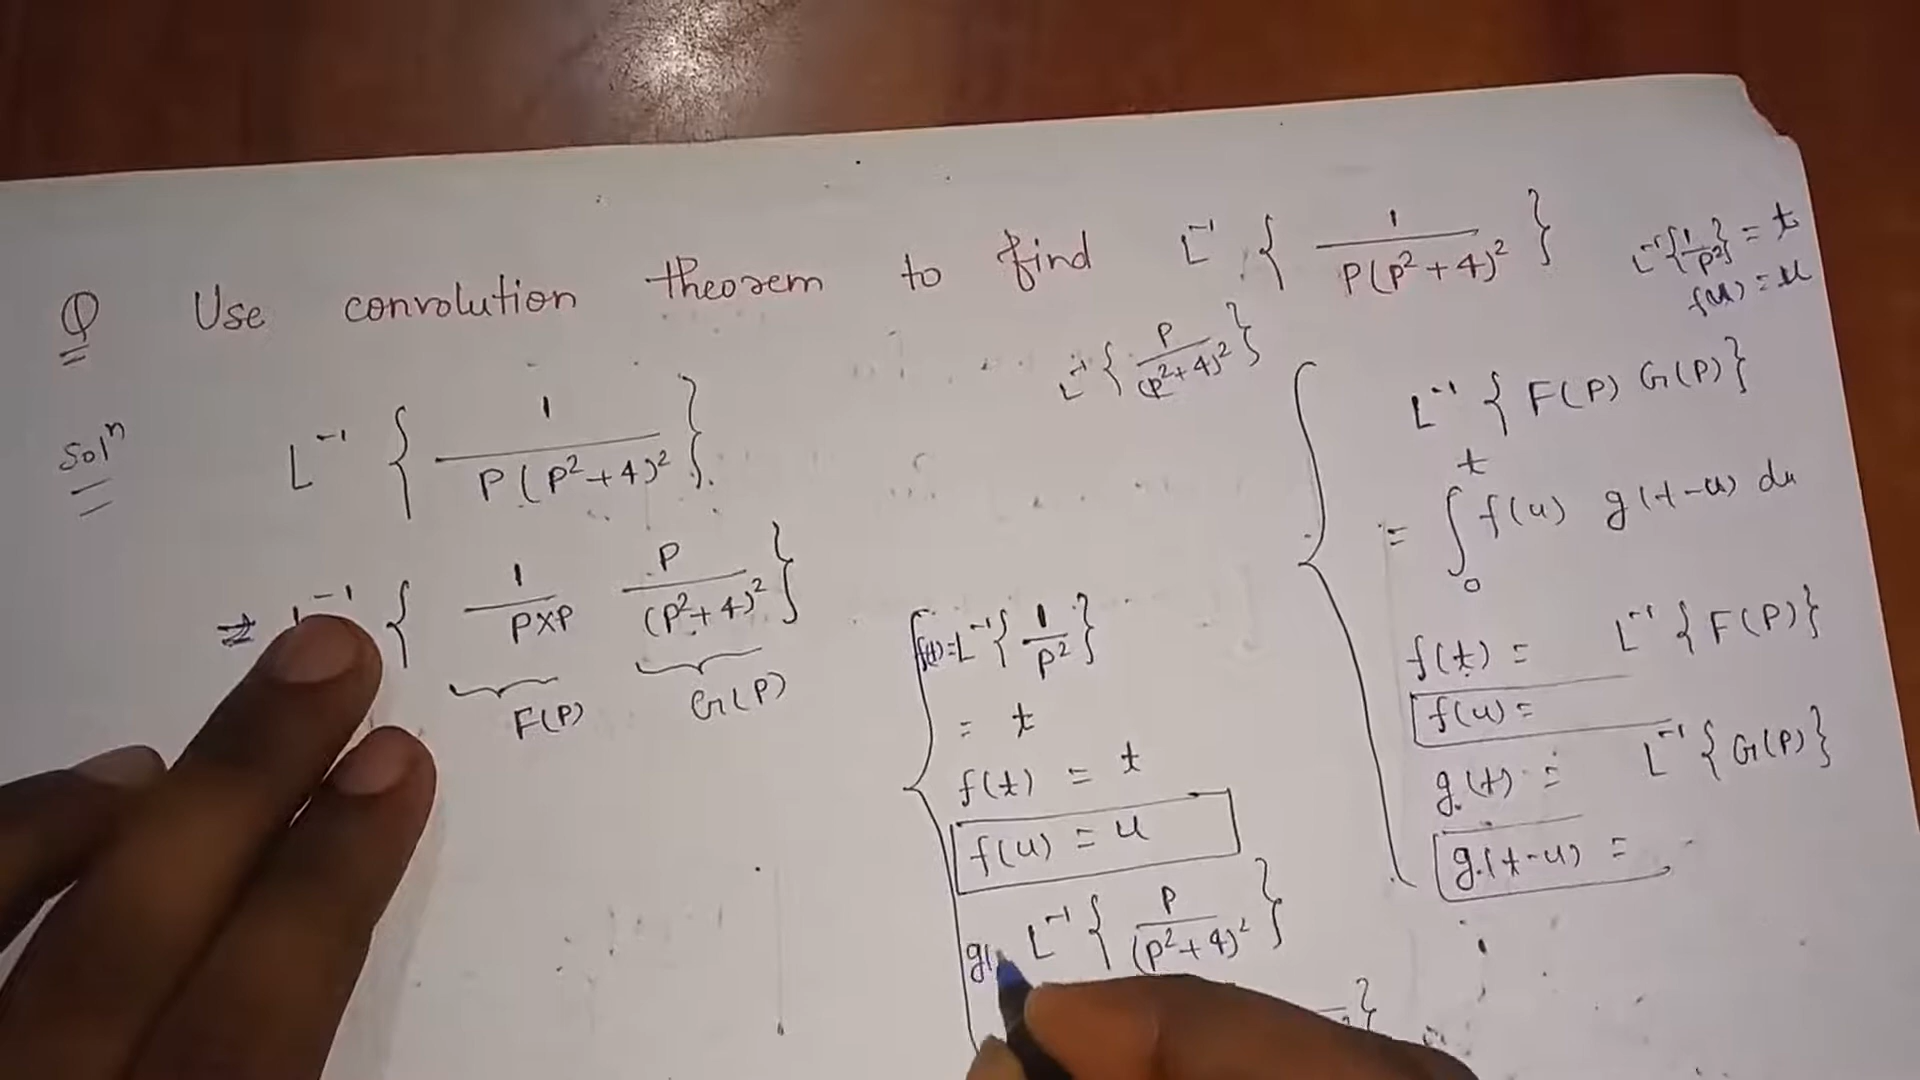 Q Use convolution theorem to find L⁻¹ { 1 / P(P²+4)² }
L⁻¹{1/P²} = t
f(u) = u
L⁻¹ { P / (P²+4)² }
Solⁿ L⁻¹ { 1 / P(P²+4)² }.
L⁻¹ { 1 / P×P P / (P²+4)² }
F(P) G(P)
f(t) = L⁻¹{ 1 / P² }
= t
f(t) = t
f(u) = u
L⁻¹ { P / (P²+4)² }
L⁻¹ { F(P) G(P) }
= ∫₀ᵗ f(u) g(t-u) du
f(t) = L⁻¹ { F(P) }
f(u) =
g(t) = L⁻¹ { G(P) }
g(t-u) =